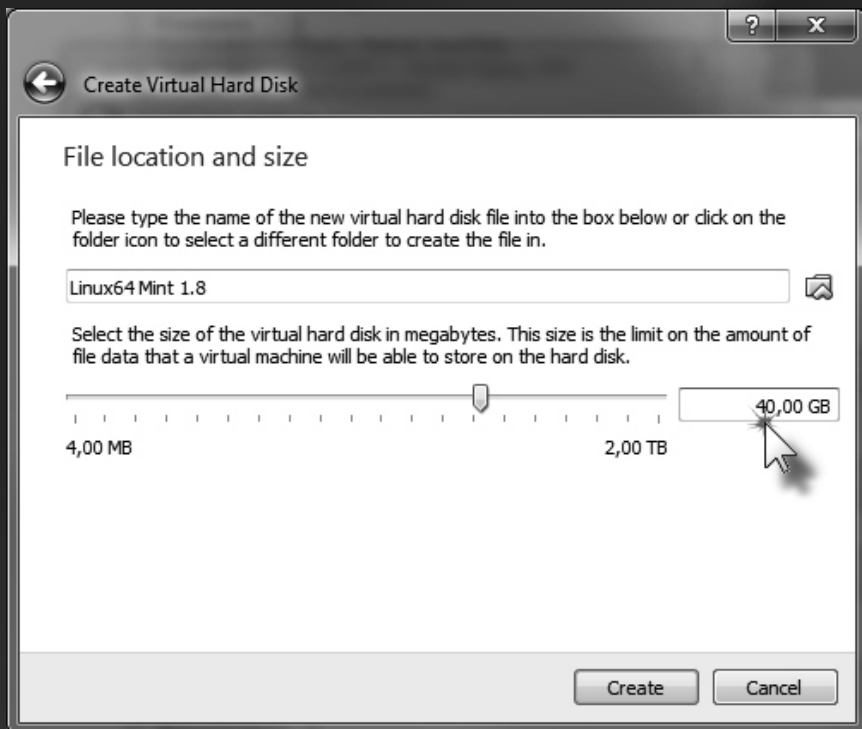 ?
X
Create Virtual Hard Disk
File location and size
Please type the name of the new virtual hard disk file into the box below or click on the
folder icon to select a different folder to create the file in.
Linux64 Mint 1.8
Select the size of the virtual hard disk in megabytes. This size is the limit on the amount of
file data that a virtual machine will be able to store on the hard disk.
40,00 GB
4,00 MB
2,00 TB
Create
Cancel